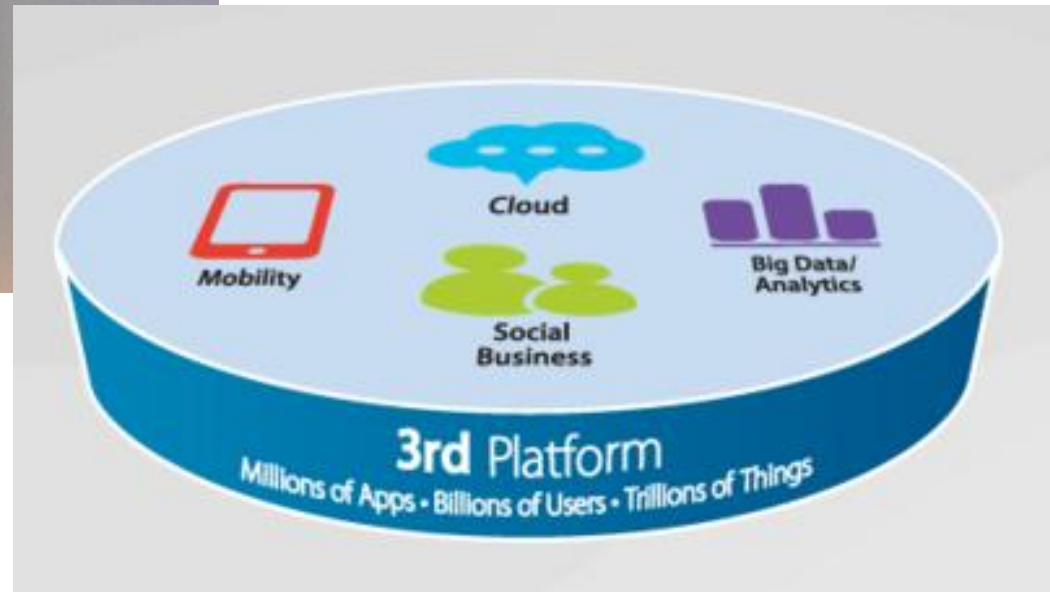 Cloud
Mobility
Big Data/
Analytics
Social
Business
3rd Platform
Millions of Apps • Billions of Users • Trillions of Things